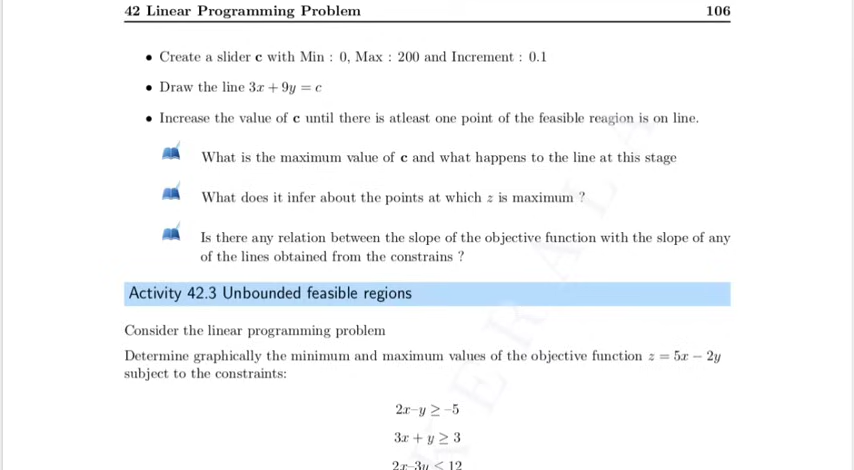 42 Linear Programming Problem 106
• Create a slider c with Min : 0, Max : 200 and Increment : 0.1
• Draw the line 3x + 9y = c
• Increase the value of c until there is atleast one point of the feasible reagion is on line.
What is the maximum value of c and what happens to the line at this stage
What does it infer about the points at which z is maximum ?
Is there any relation between the slope of the objective function with the slope of any
of the lines obtained from the constrains ?
Activity 42.3 Unbounded feasible regions
Consider the linear programming problem
Determine graphically the minimum and maximum values of the objective function z = 5x − 2y
subject to the constraints:
2x–y ≥ –5
3x + y ≥ 3
2x–3y ≤ 12